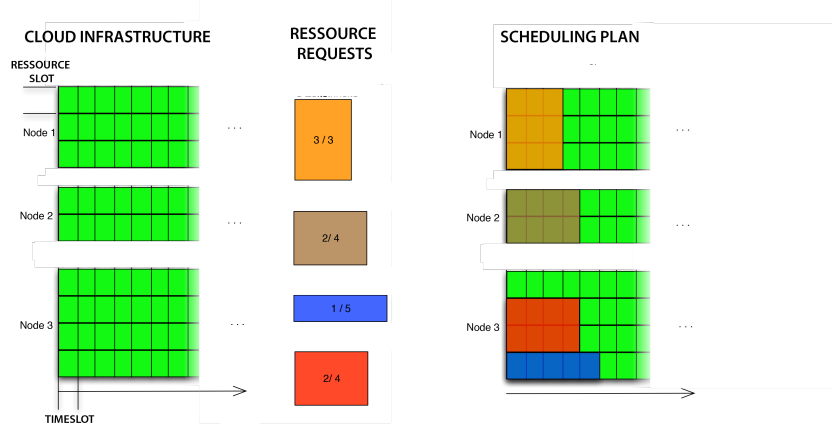 CLOUD INFRASTRUCTURE
RESSOURCE
REQUESTS
SCHEDULING PLAN
RESSOURCE
SLOT
Node 1
. . .
3 / 3
Node 1
. . .
Node 2
. . .
2/ 4
Node 2
. . .
Node 3
. . .
1 / 5
Node 3
. . .
2/ 4
TIMESLOT